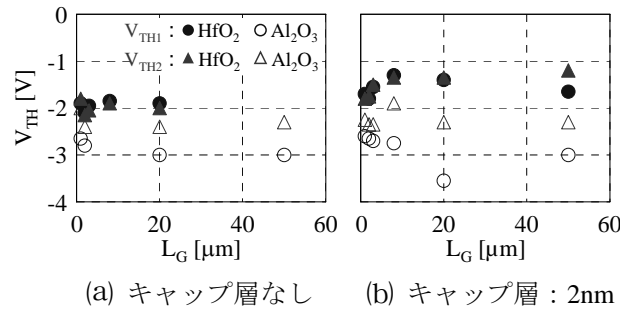 V_TH1 : ●HfO₂ ○Al₂O₃
V_TH2 : ▲HfO₂ △Al₂O₃
V_TH [V]
0
-1
-2
-3
-4
0 20 40 60
0 20 40 60
L_G [μm]
L_G [μm]
(a) キャップ層なし
(b) キャップ層：2nm